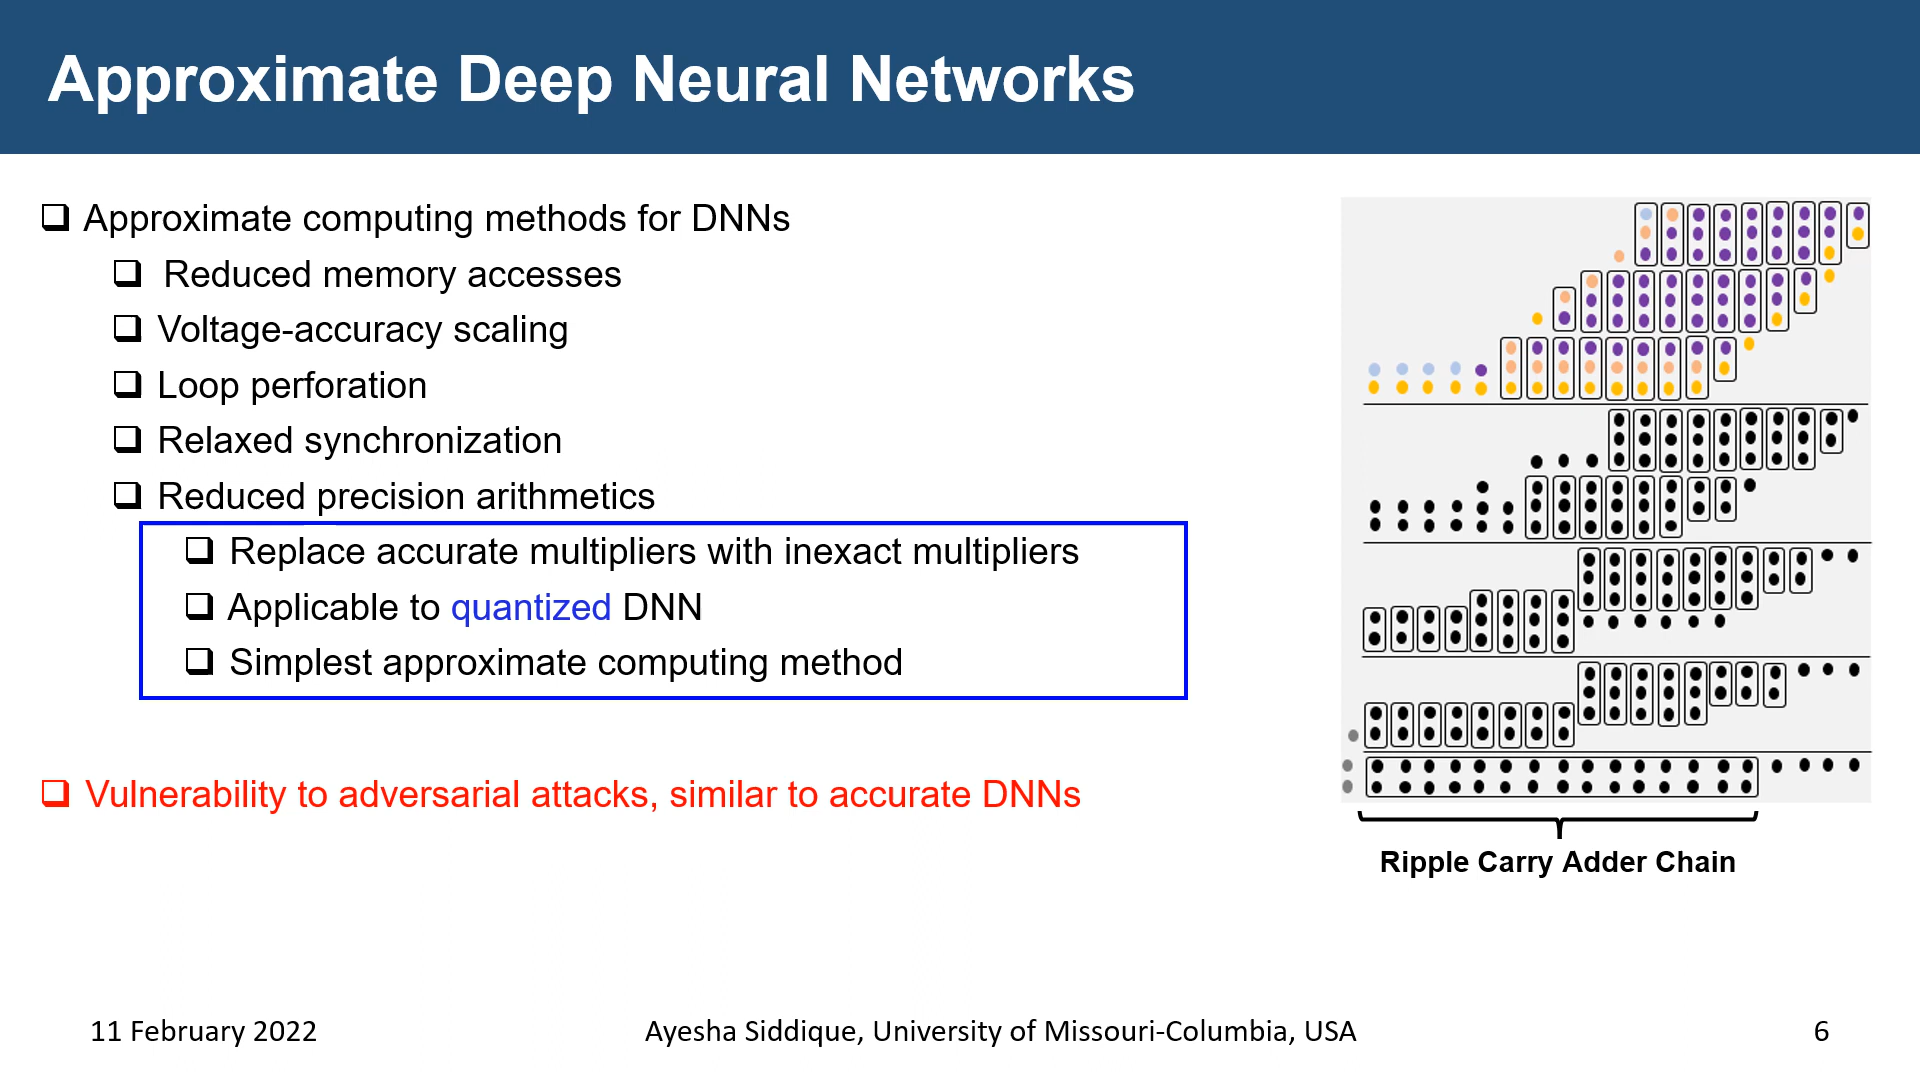 Approximate Deep Neural Networks
Approximate computing methods for DNNs
Reduced memory accesses
Voltage-accuracy scaling
Loop perforation
Relaxed synchronization
Reduced precision arithmetics
Replace accurate multipliers with inexact multipliers
Applicable to quantized DNN
Simplest approximate computing method
Vulnerability to adversarial attacks, similar to accurate DNNs
Ripple Carry Adder Chain
11 February 2022
Ayesha Siddique, University of Missouri-Columbia, USA
6